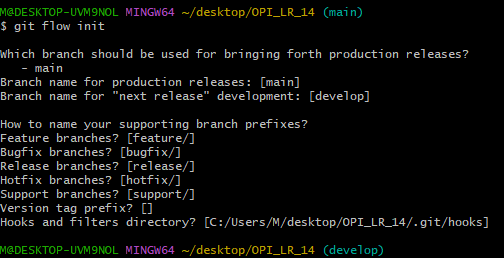 M@DESKTOP-UVM9NOL MINGW64 ~/desktop/OPI_LR_14 (main)
$ git flow init
Which branch should be used for bringing forth production releases?
   - main
Branch name for production releases: [main]
Branch name for "next release" development: [develop]
How to name your supporting branch prefixes?
Feature branches? [feature/]
Bugfix branches? [bugfix/]
Release branches? [release/]
Hotfix branches? [hotfix/]
Support branches? [support/]
Version tag prefix? []
Hooks and filters directory? [C:/Users/M/desktop/OPI_LR_14/.git/hooks]
M@DESKTOP-UVM9NOL MINGW64 ~/desktop/OPI_LR_14 (develop)